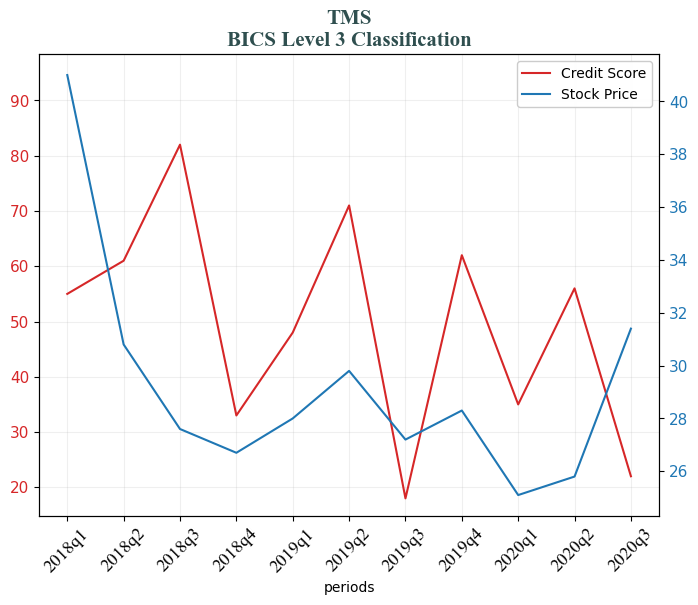 TMS
BICS Level 3 Classification
Credit Score
Stock Price
90
80
70
60
50
40
30
20
40
38
36
34
32
30
28
26
2018q1
2018q2
2018q3
2018q4
2019q1
2019q2
2019q3
2019q4
2020q1
2020q2
2020q3
periods